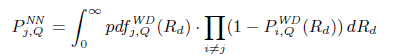 $P_{j,Q}^{NN} = \int_0^\infty pdf_{j,Q}^{WD}(R_d) \cdot \prod_{i \neq j} (1 - P_{i,Q}^{WD}(R_d)) \, dR_d$